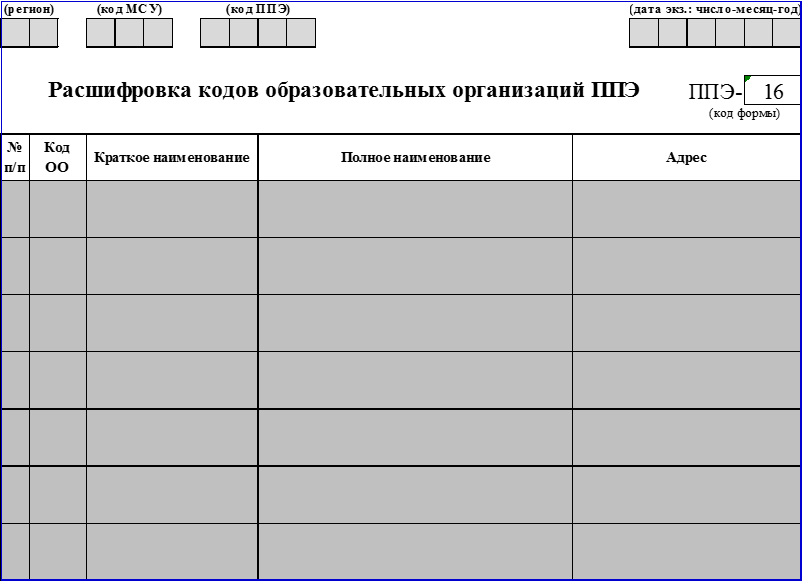 (регион) (код МСУ) (код ППЭ) (дата экз.: число-месяц-год)
Расшифровка кодов образовательных организаций ППЭ ППЭ- 16
(код формы)
№ п/п Код ОО Краткое наименование Полное наименование Адрес